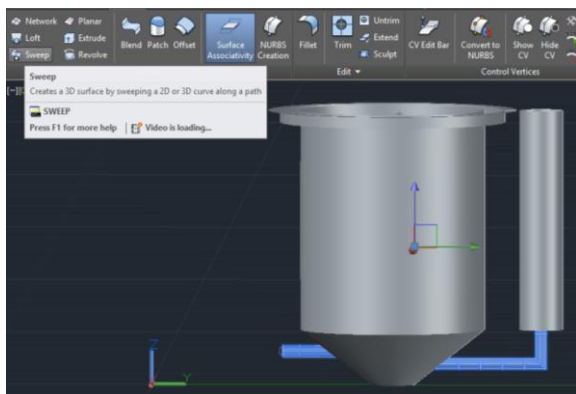 Network Planar Untrim
Loft Extrude Extend
Sweep Revolve Blend Patch Offset Surface Associativity NURBS Creation Fillet Trim Sculpt CV Edit Bar Convert to NURBS Show CV Hide CV
Edit Control Vertices
Sweep
Creates a 3D surface by sweeping a 2D or 3D curve along a path
SWEEP
Press F1 for more help Video is loading...
[−]
Z
Y